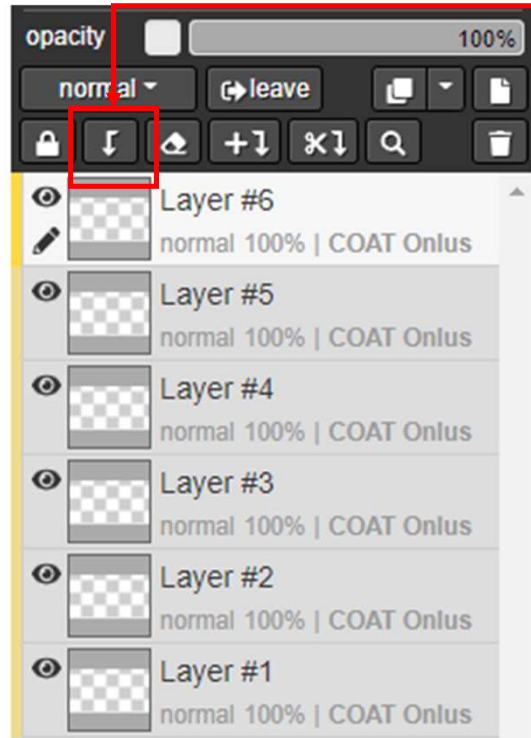 opacity 100%
normal leave
Layer #6
normal 100% | COAT Onlus
Layer #5
normal 100% | COAT Onlus
Layer #4
normal 100% | COAT Onlus
Layer #3
normal 100% | COAT Onlus
Layer #2
normal 100% | COAT Onlus
Layer #1
normal 100% | COAT Onlus